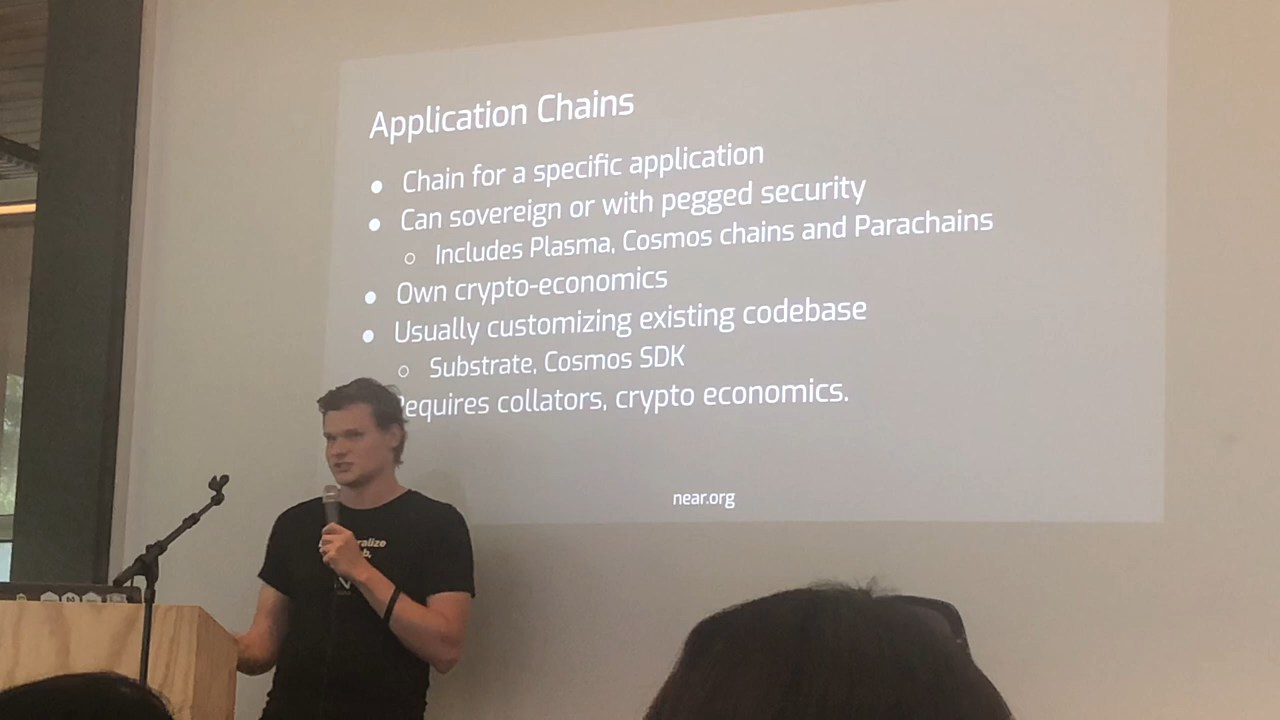 Application Chains
● Chain for a specific application
● Can sovereign or with pegged security
○ Includes Plasma, Cosmos chains and Parachains
● Own crypto-economics
● Usually customizing existing codebase
○ Substrate, Cosmos SDK
Requires collators, crypto economics.
near.org